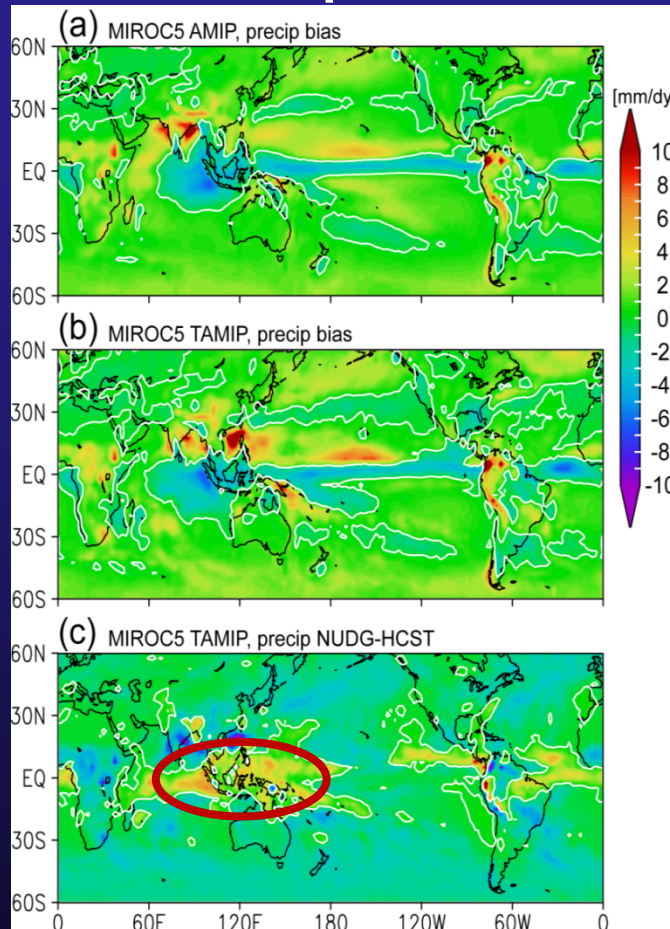 (a) MIROC5 AMIP, precip bias
60N
30N
EQ
30S
60S
[mm/dy
10
8
6
4
2
0
-2
-4
-6
-8
-10
(b) MIROC5 TAMIP, precip bias
60N
30N
EQ
30S
60S
(c) MIROC5 TAMIP, precip NUDG-HCST
60N
30N
EQ
30S
60S
0 60E 120E 180 120W 60W 0